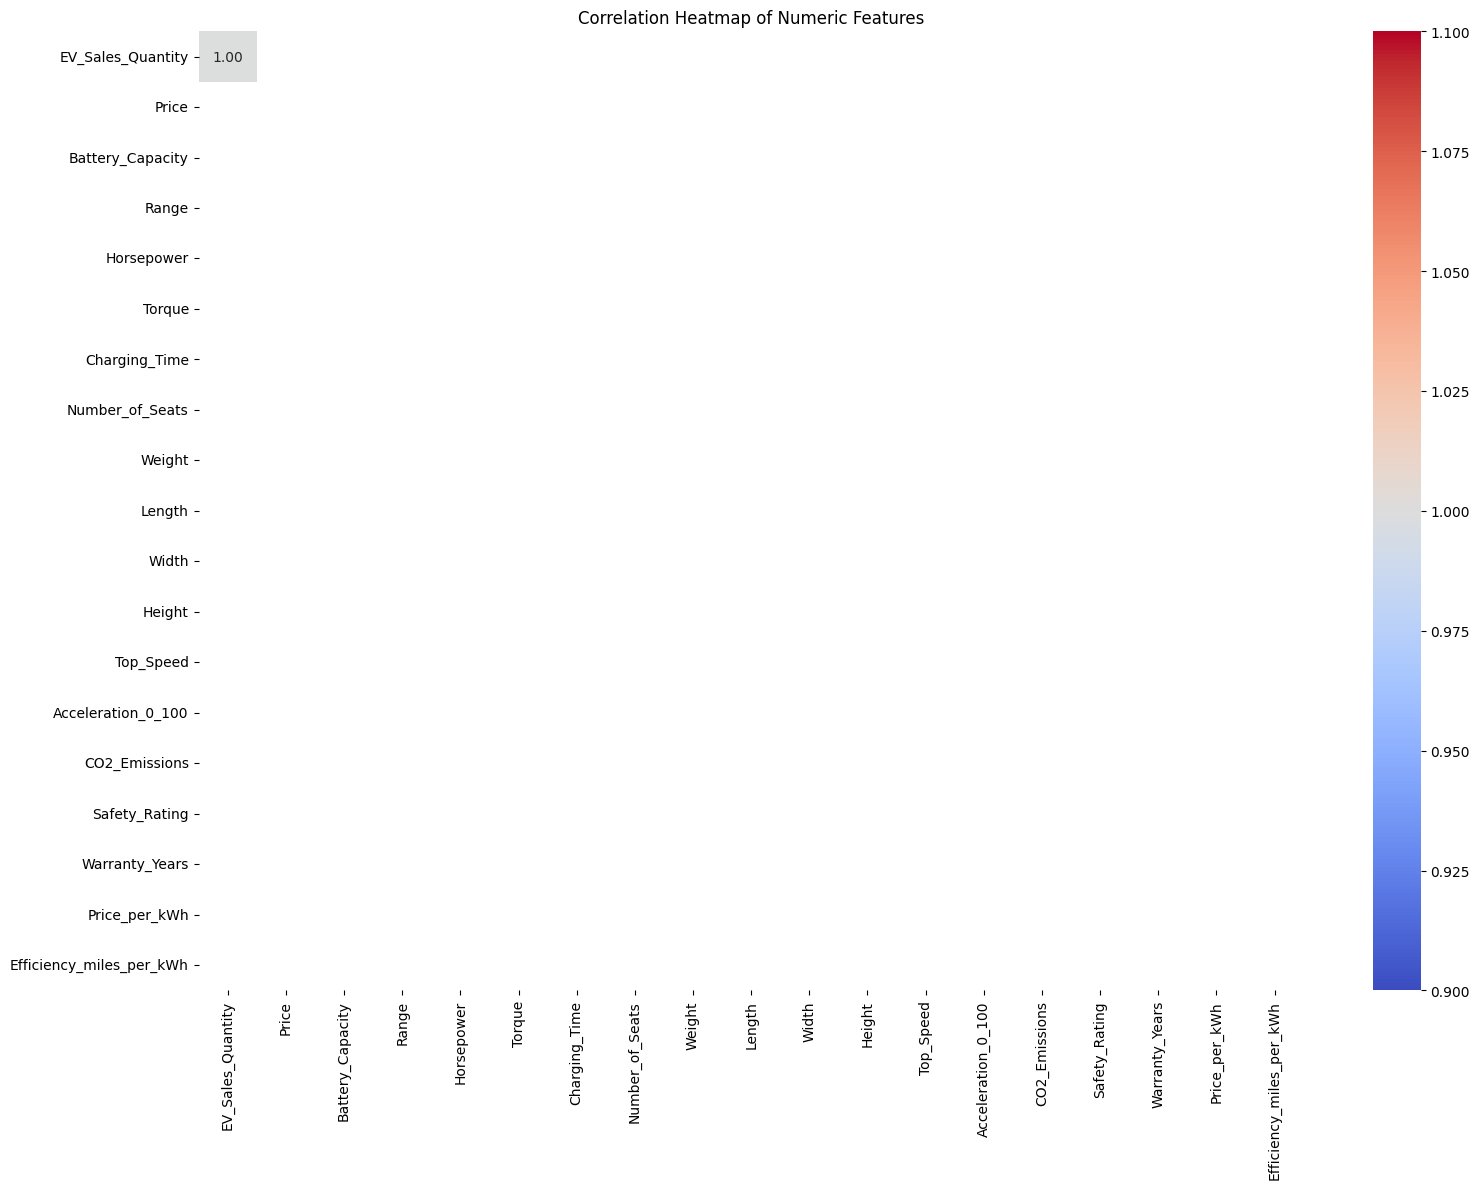 Correlation Heatmap of Numeric Features
EV_Sales_Quantity
1.00
Price
Battery_Capacity
Range
Horsepower
Torque
Charging_Time
Number_of_Seats
Weight
Length
Width
Height
Top_Speed
Acceleration_0_100
CO2_Emissions
Safety_Rating
Warranty_Years
Price_per_kWh
Efficiency_miles_per_kWh
EV_Sales_Quantity
Price
Battery_Capacity
Range
Horsepower
Torque
Charging_Time
Number_of_Seats
Weight
Length
Width
Height
Top_Speed
Acceleration_0_100
CO2_Emissions
Safety_Rating
Warranty_Years
Price_per_kWh
Efficiency_miles_per_kWh
1.100
1.075
1.050
1.025
1.000
0.975
0.950
0.925
0.900